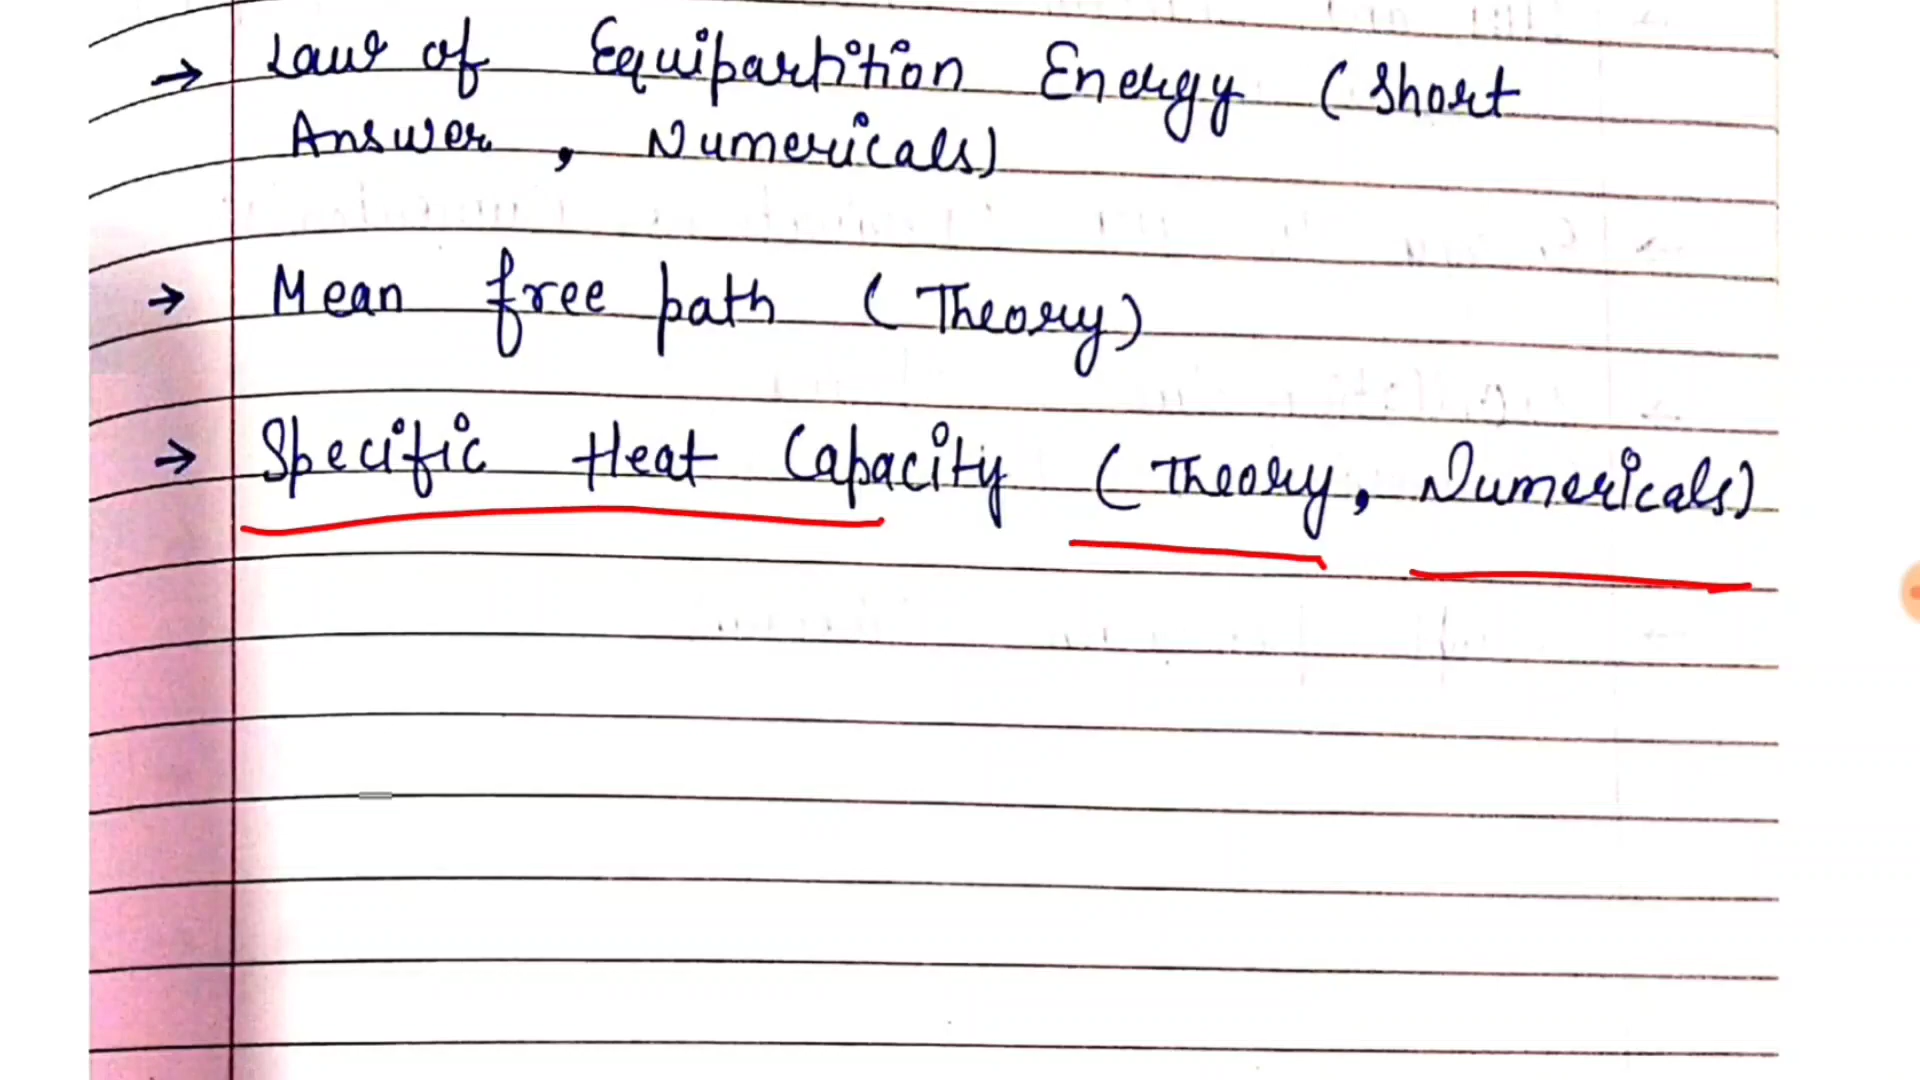 → Law of Equipartition Energy (Short
Answer, Numericals)
→ Mean free path (Theory)
→ Specific Heat Capacity (Theory, Numericals)